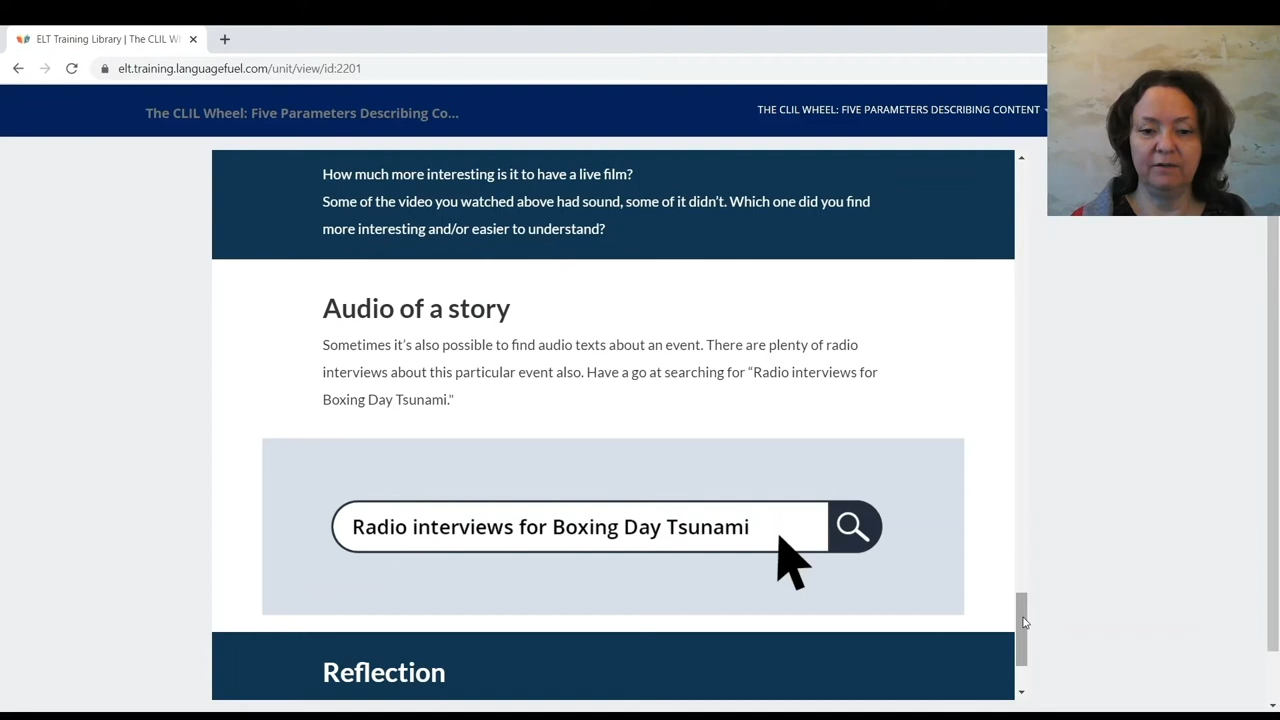 ELT Training Library | The CLIL W
elt.training.languagefuel.com/unit/view/id:2201
The CLIL Wheel: Five Parameters Describing Co...
THE CLIL WHEEL: FIVE PARAMETERS DESCRIBING CONTENT
How much more interesting is it to have a live film?
Some of the video you watched above had sound, some of it didn't. Which one did you find
more interesting and/or easier to understand?
Audio of a story
Sometimes it's also possible to find audio texts about an event. There are plenty of radio
interviews about this particular event also. Have a go at searching for “Radio interviews for
Boxing Day Tsunami."
Radio interviews for Boxing Day Tsunami
Reflection